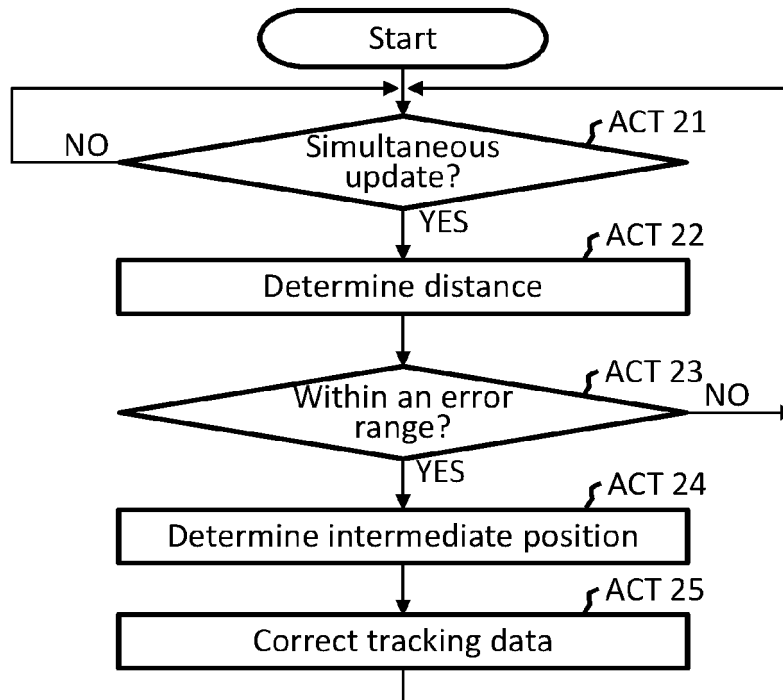 Start
ACT 21
NO
Simultaneous
update?
YES
ACT 22
Determine distance
ACT 23
Within an error
range?
NO
YES
ACT 24
Determine intermediate position
ACT 25
Correct tracking data